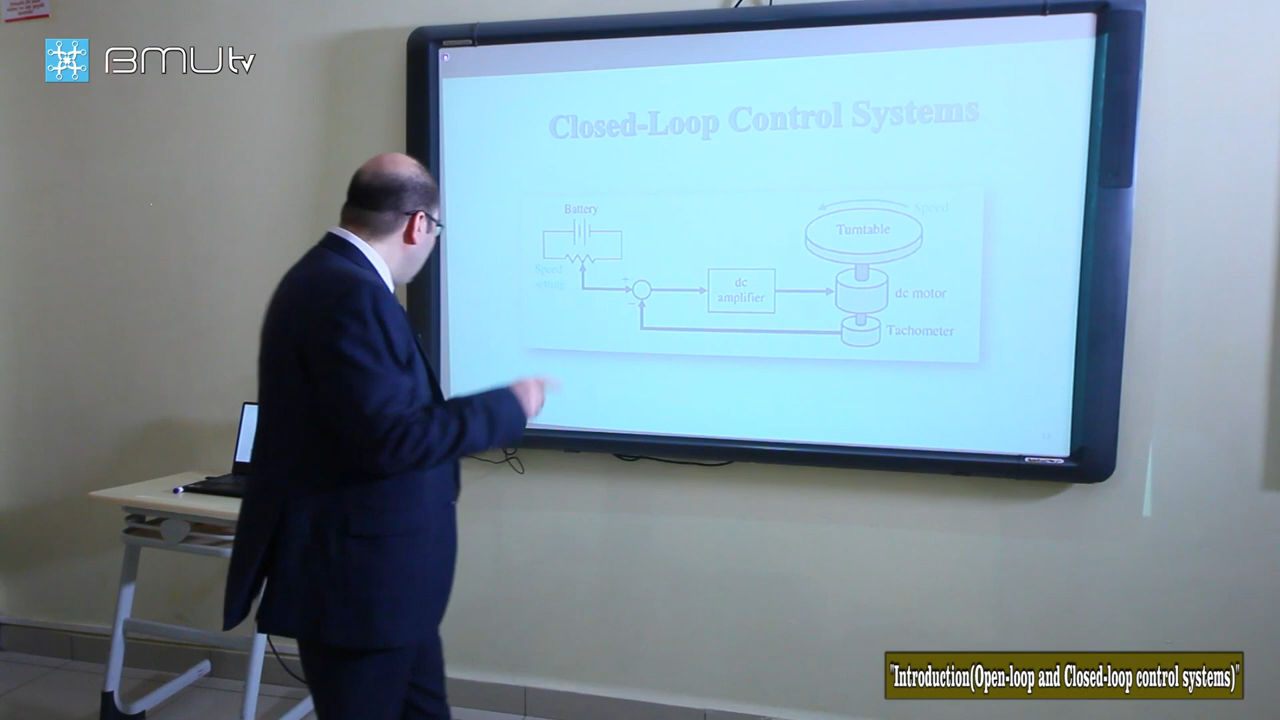 BMUtv
Closed-Loop Control Systems
Battery
Speed
Turntable
Speed
setting
+
dc
amplifier
dc motor
−
Tachometer
"Introduction(Open-loop and Closed-loop control systems)"